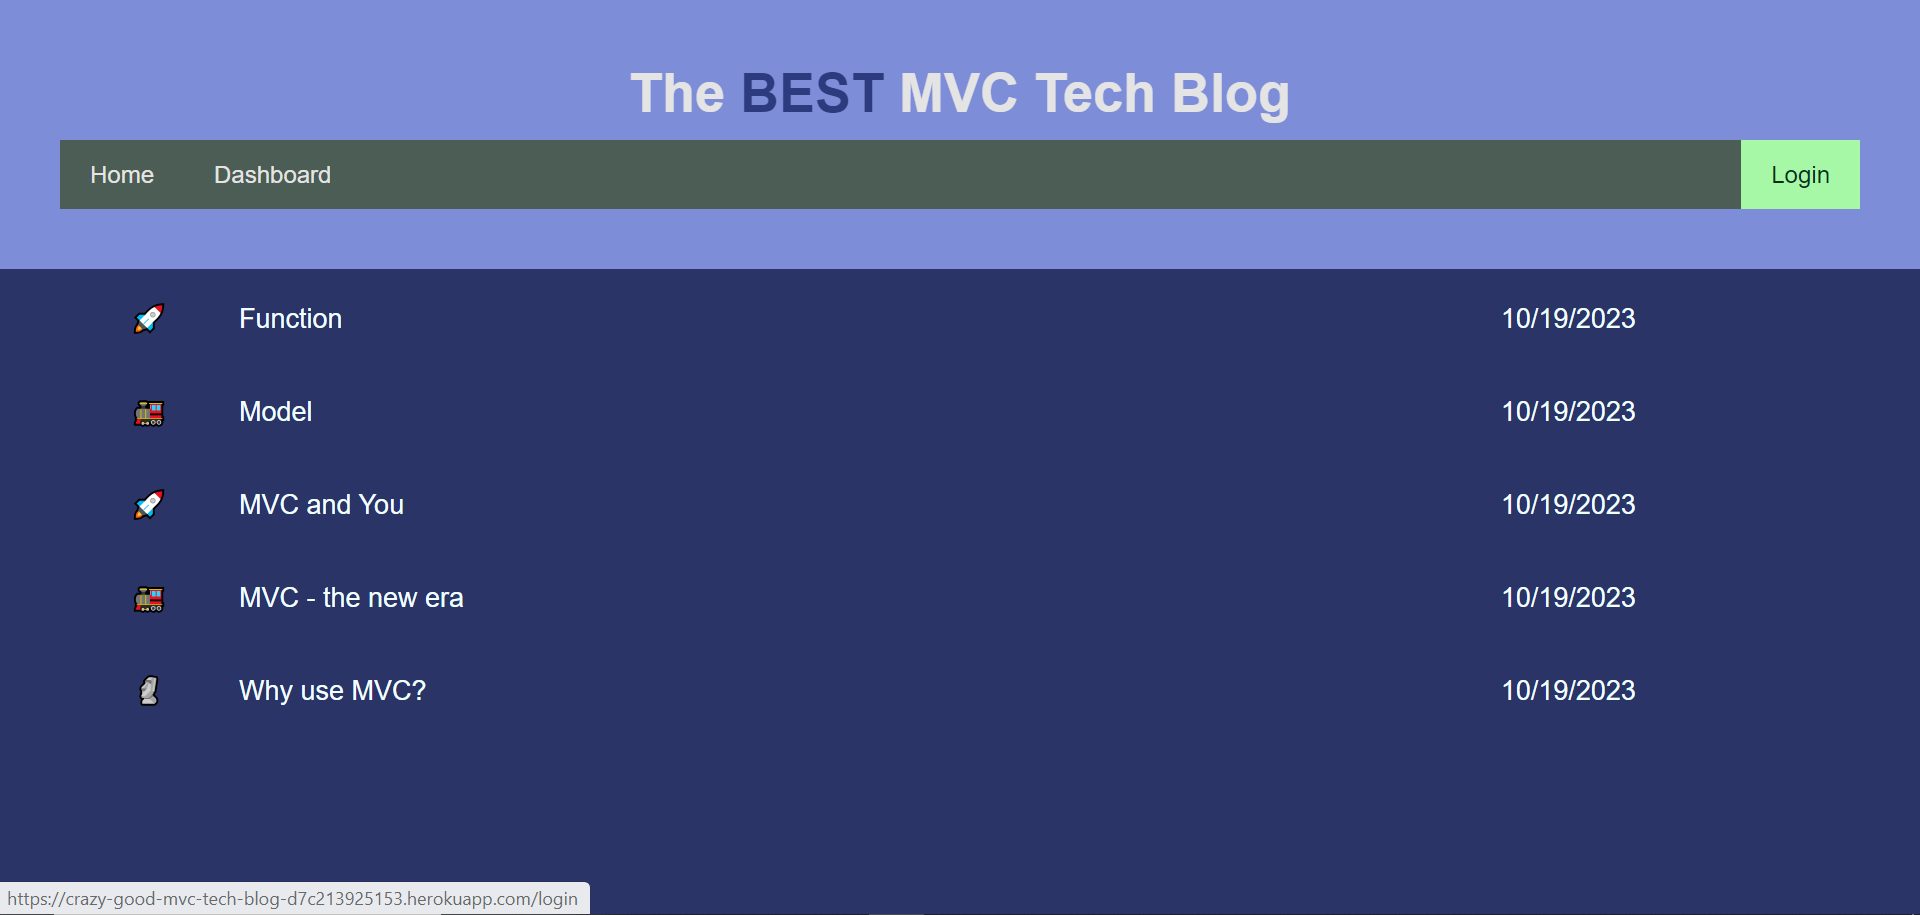 The BEST MVC Tech Blog
Home Dashboard Login
Function 10/19/2023
Model 10/19/2023
MVC and You 10/19/2023
MVC - the new era 10/19/2023
Why use MVC? 10/19/2023
https://crazy-good-mvc-tech-blog-d7c213925153.herokuapp.com/login